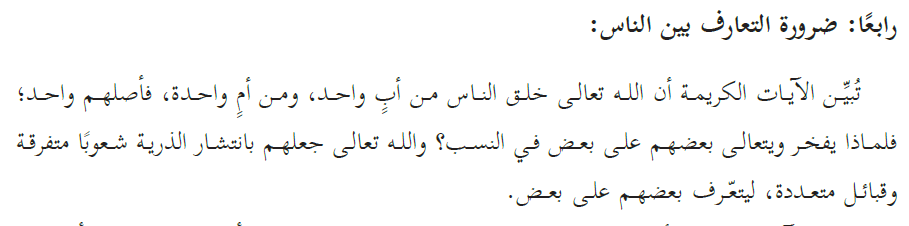 رابعًا: ضرورة التعارف بين الناس:
تُبيِّن الآيات الكريمة أن الله تعالى خلق الناس من أبٍ واحد، ومن أمٍ واحدة، فأصلهم واحد؛
فلماذا يفخر ويتعالى بعضهم على بعض في النسب؟ والله تعالى جعلهم بانتشار الذرية شعوبًا متفرقة
وقبائل متعددة، ليتعّرف بعضهم على بعض.